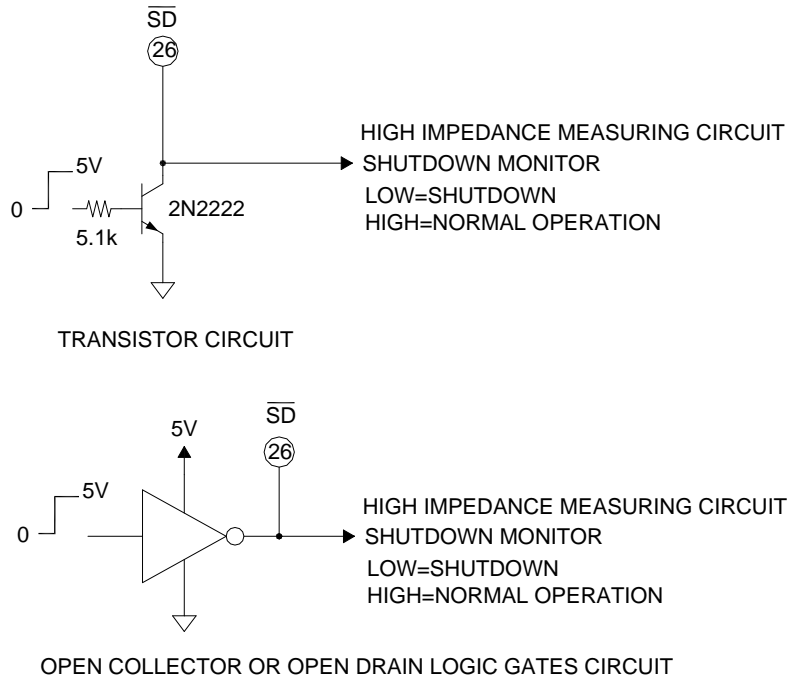 SD
26
HIGH IMPEDANCE MEASURING CIRCUIT
5V
SHUTDOWN MONITOR
LOW=SHUTDOWN
0
2N2222
HIGH=NORMAL OPERATION
5.1k
TRANSISTOR CIRCUIT
SD
5V
26
5V
HIGH IMPEDANCE MEASURING CIRCUIT
0
SHUTDOWN MONITOR
LOW=SHUTDOWN
HIGH=NORMAL OPERATION
OPEN COLLECTOR OR OPEN DRAIN LOGIC GATES CIRCUIT